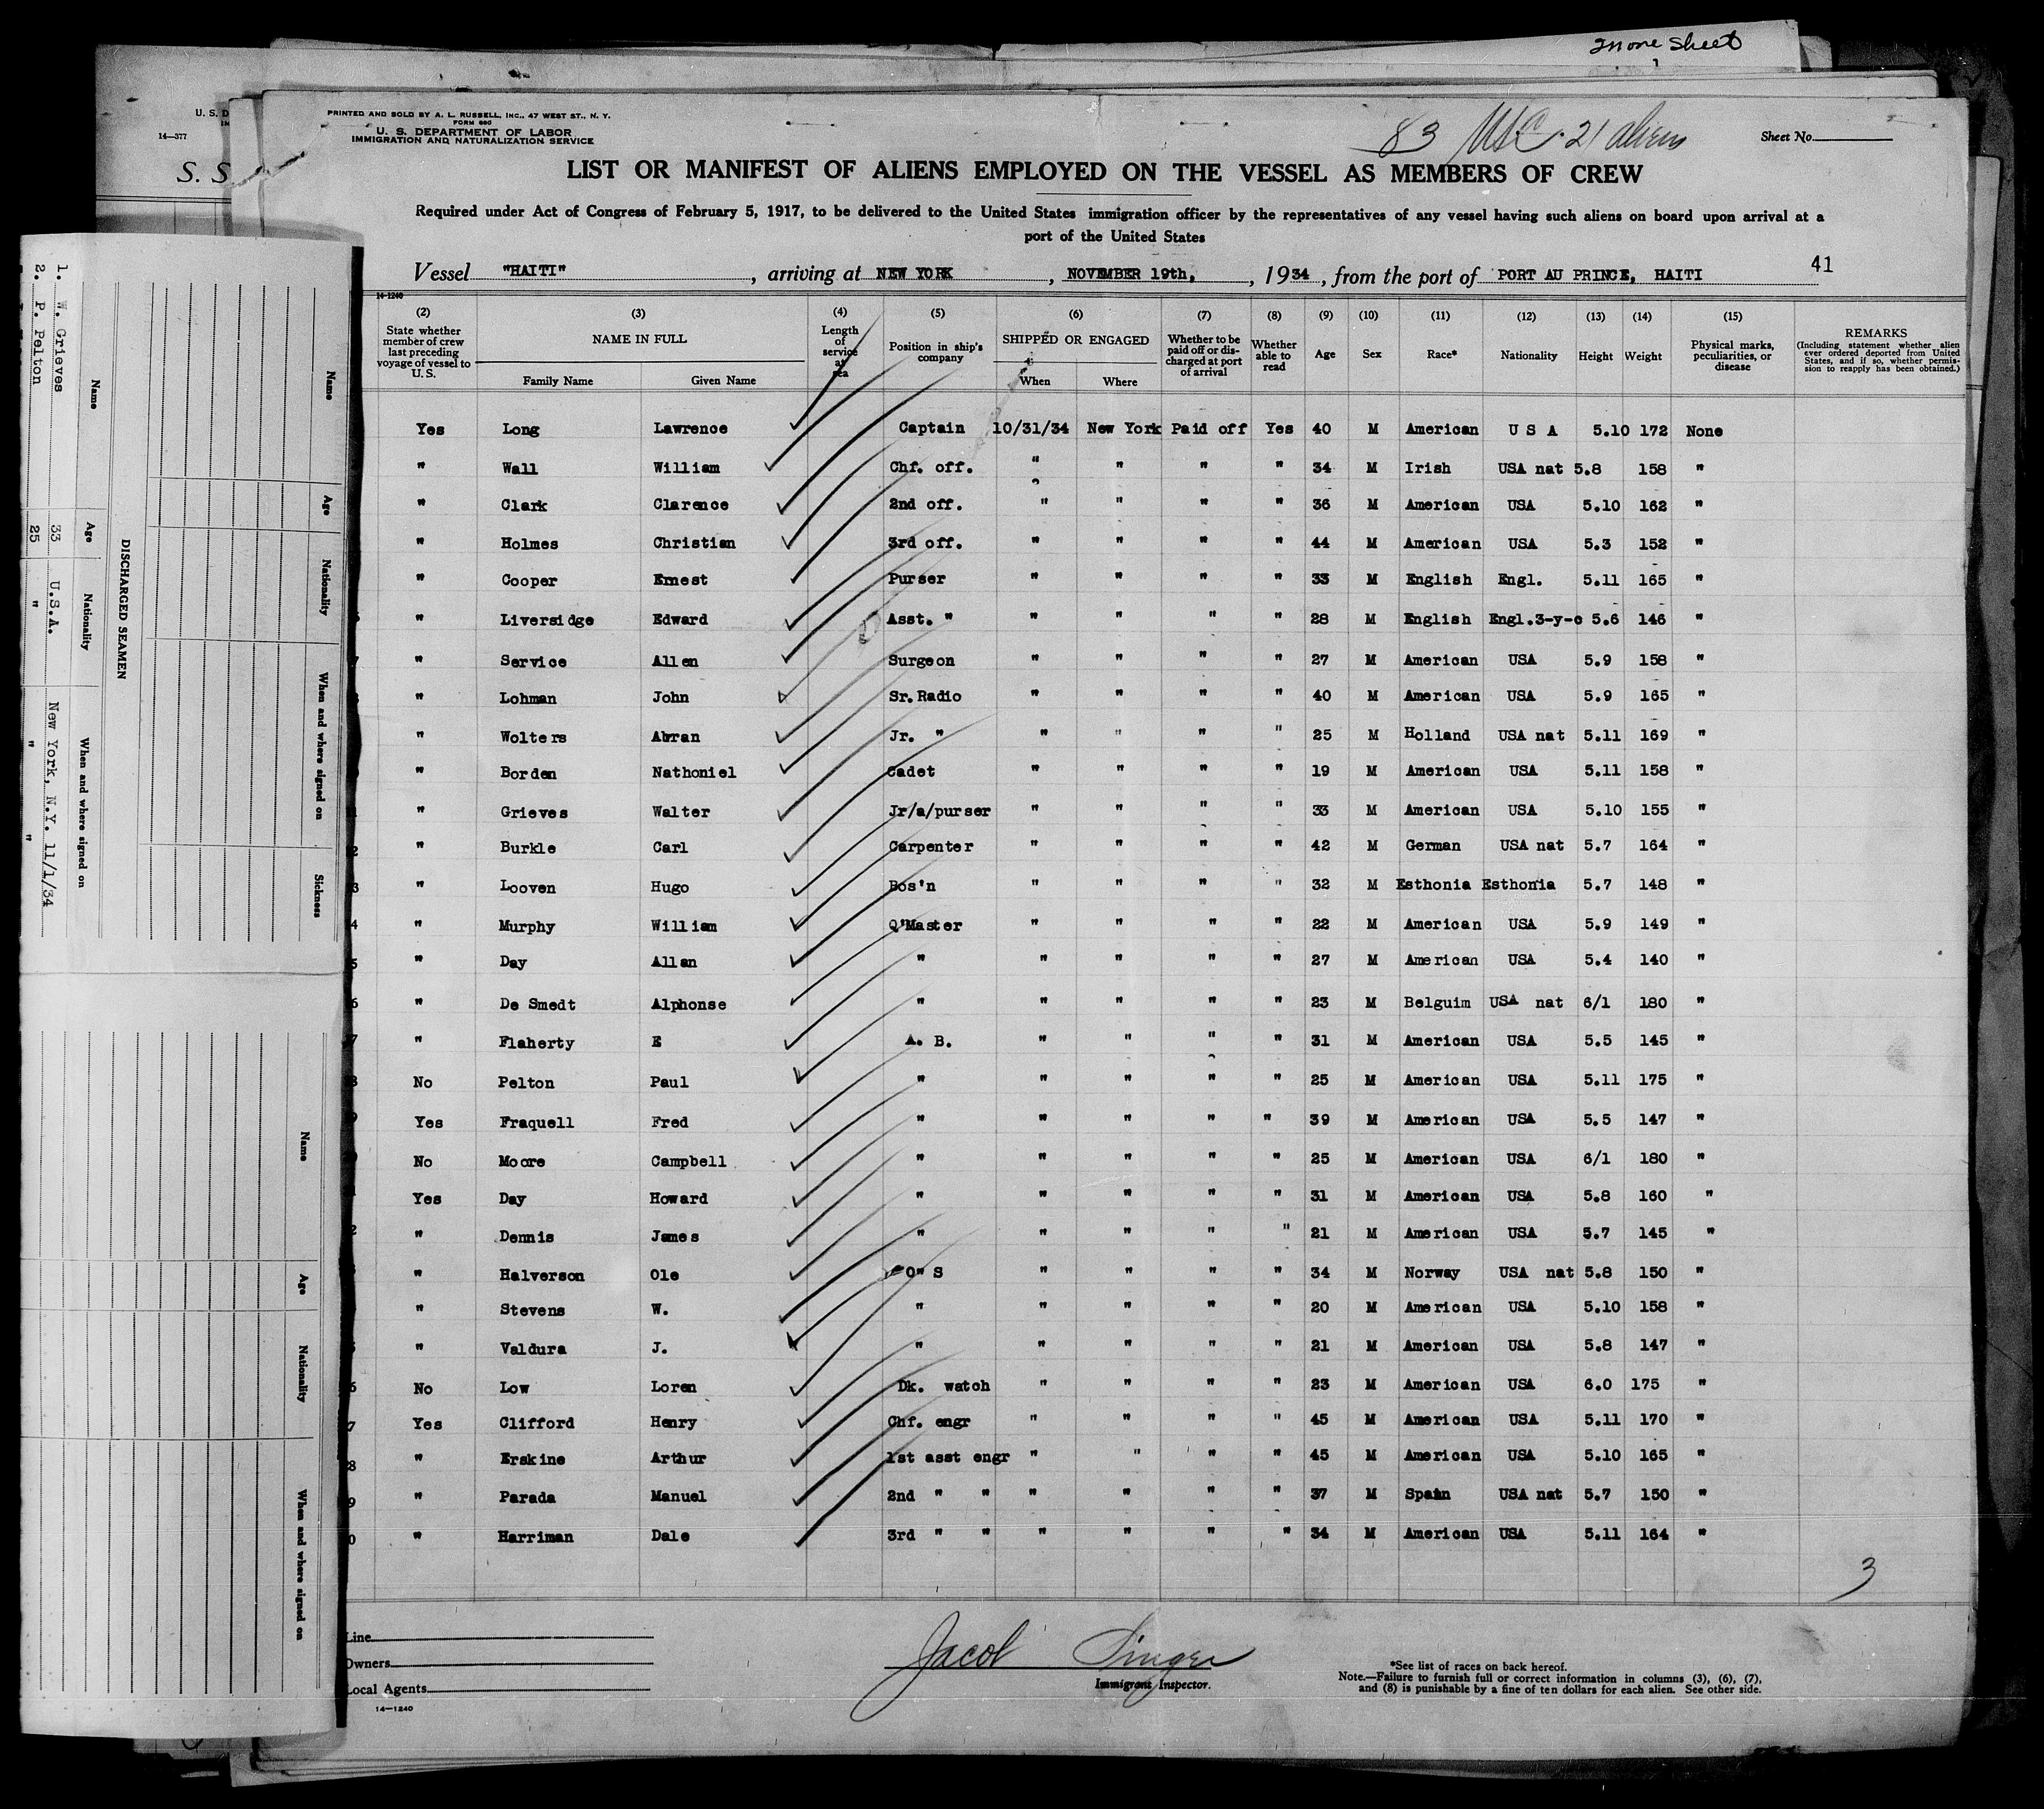 more sheet
U. S. D
IM
14—377
S. S.
PRINTED AND SOLD BY A. L. RUSSELL, INC., 47 WEST ST., N. Y.
FORM 680
U. S. DEPARTMENT OF LABOR
IMMIGRATION AND NATURALIZATION SERVICE
83 USC 21 aliens
Sheet No.
LIST OR MANIFEST OF ALIENS EMPLOYED ON THE VESSEL AS MEMBERS OF CREW
Required under Act of Congress of February 5, 1917, to be delivered to the United States immigration officer by the representatives of any vessel having such aliens on board upon arrival at a
port of the United States
Vessel "HAITI", arriving at NEW YORK, NOVEMBER 19th,, 1934, from the port of PORT AU PRINCE, HAITI 41
14-1240
(2) (3) (4) (5) (6) (7) (8) (9) (10) (11) (12) (13) (14) (15)
State whether member of crew last preceding voyage of vessel to U. S. NAME IN FULL Length of service at sea Position in ship's company SHIPPED OR ENGAGED Whether to be paid off or discharged at port of arrival Whether able to read Age Sex Race* Nationality Height Weight Physical marks, peculiarities, or disease REMARKS (Including statement whether alien ever ordered deported from United States, and if so, whether permission to reapply has been obtained.)
Family Name Given Name When Where
Yes Long Lawrence Captain 10/31/34 New York Paid off Yes 40 M American U S A 5.10 172 None
" Wall William Chf. off. " " " " 34 M Irish USA nat 5.8 158 "
" Clark Clarence 2nd off. " " " " 36 M American USA 5.10 162 "
" Holmes Christian 3rd off. " " " " 44 M American USA 5.3 152 "
" Cooper Ernest Purser " " " " 33 M English Engl. 5.11 165 "
" Liversidge Edward Asst. " " " " " 28 M English Engl.3-y-c 5.6 146 "
" Service Allen Surgeon " " " " 27 M American USA 5.9 158 "
" Lohman John Sr. Radio " " " " 40 M American USA 5.9 165 "
" Wolters Abran Jr. " " " " " 25 M Holland USA nat 5.11 169 "
" Borden Nathoniel Cadet " " " " 19 M American USA 5.11 158 "
" Grieves Walter Jr/a/purser " " " " 33 M American USA 5.10 155 "
" Burkle Carl Carpenter " " " " 42 M German USA nat 5.7 164 "
" Looven Hugo Bos'n " " " " 32 M Esthonia Esthonia 5.7 148 "
" Murphy William Q'Master " " " " 22 M American USA 5.9 149 "
" Day Allan " " " " " 27 M American USA 5.4 140 "
" De Smedt Alphonse " " " " " 23 M Belguim USA nat 6/1 180 "
" Flaherty E A. B. " " " " 31 M American USA 5.5 145 "
No Pelton Paul " " " " " 25 M American USA 5.11 175 "
Yes Fraquell Fred " " " " " 39 M American USA 5.5 147 "
No Moore Campbell " " " " " 25 M American USA 6/1 180 "
Yes Day Howard " " " " " 31 M American USA 5.8 160 "
" Dennis James " " " " " 21 M American USA 5.7 145 "
" Halverson Ole O" S " " " " 34 M Norway USA nat 5.8 150 "
" Stevens W. " " " " " 20 M American USA 5.10 158 "
" Valdura J. " " " " " 21 M American USA 5.8 147 "
No Low Loren Dk. watch " " " " 23 M American USA 6.0 175 "
Yes Clifford Henry Chf. engr " " " " 45 M American USA 5.11 170 "
" Erskine Arthur 1st asst engr " " " " 45 M American USA 5.10 165 "
" Parada Manuel 2nd " " " " " " 37 M Spain USA nat 5.7 150 "
" Harriman Dale 3rd " " " " " " 34 M American USA 5.11 164 "
3
Line
Owners
Local Agents
14—1240
Jacob Singer
Immigrant Inspector.
*See list of races on back hereof.
Note.—Failure to furnish full or correct information in columns (3), (6), (7),
and (8) is punishable by a fine of ten dollars for each alien. See other side.
Name Age Nationality When and where signed on Sickness
DISCHARGED SEAMEN
Name Age Nationality When and where signed on
1. W. Grieves 33 U.S.A. New York, N.Y. 11/1/34
2. P. Pelton 25 " " "
Name Age Nationality When and where signed on